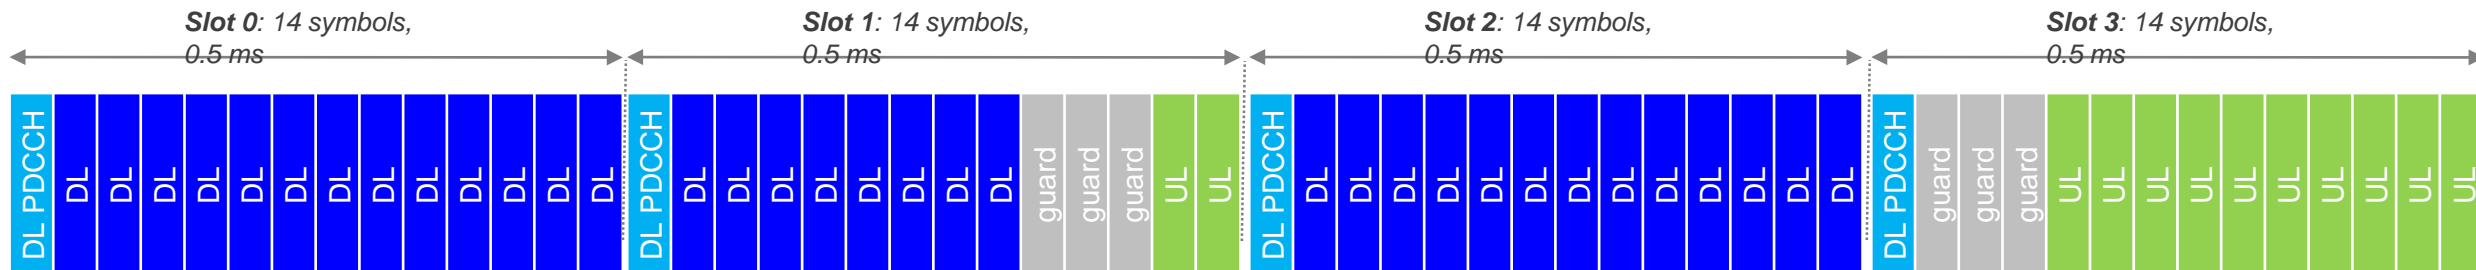 Slot 0: 14 symbols,
0.5 ms
Slot 1: 14 symbols,
0.5 ms
Slot 2: 14 symbols,
0.5 ms
Slot 3: 14 symbols,
0.5 ms
DL PDCCH
DL
DL
DL
DL
DL
DL
DL
DL
DL
DL
DL
DL
DL
DL PDCCH
DL
DL
DL
DL
DL
DL
DL
DL
guard
guard
guard
UL
UL
DL PDCCH
DL
DL
DL
DL
DL
DL
DL
DL
DL
DL
DL
DL
DL
DL PDCCH
guard
guard
guard
UL
UL
UL
UL
UL
UL
UL
UL
UL
UL